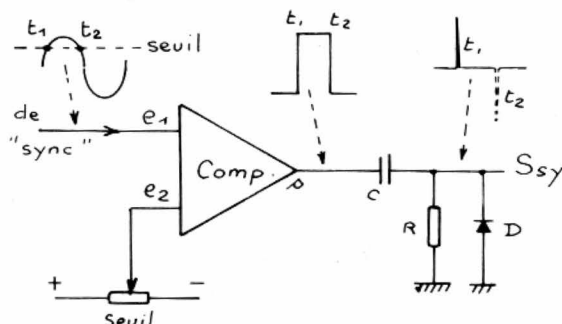 t1 t2 seuil
t1 t2
t1
t2
de
"sync"
e1
e2
Comp.
p
C
R
D
Ssy
+ -
seuil